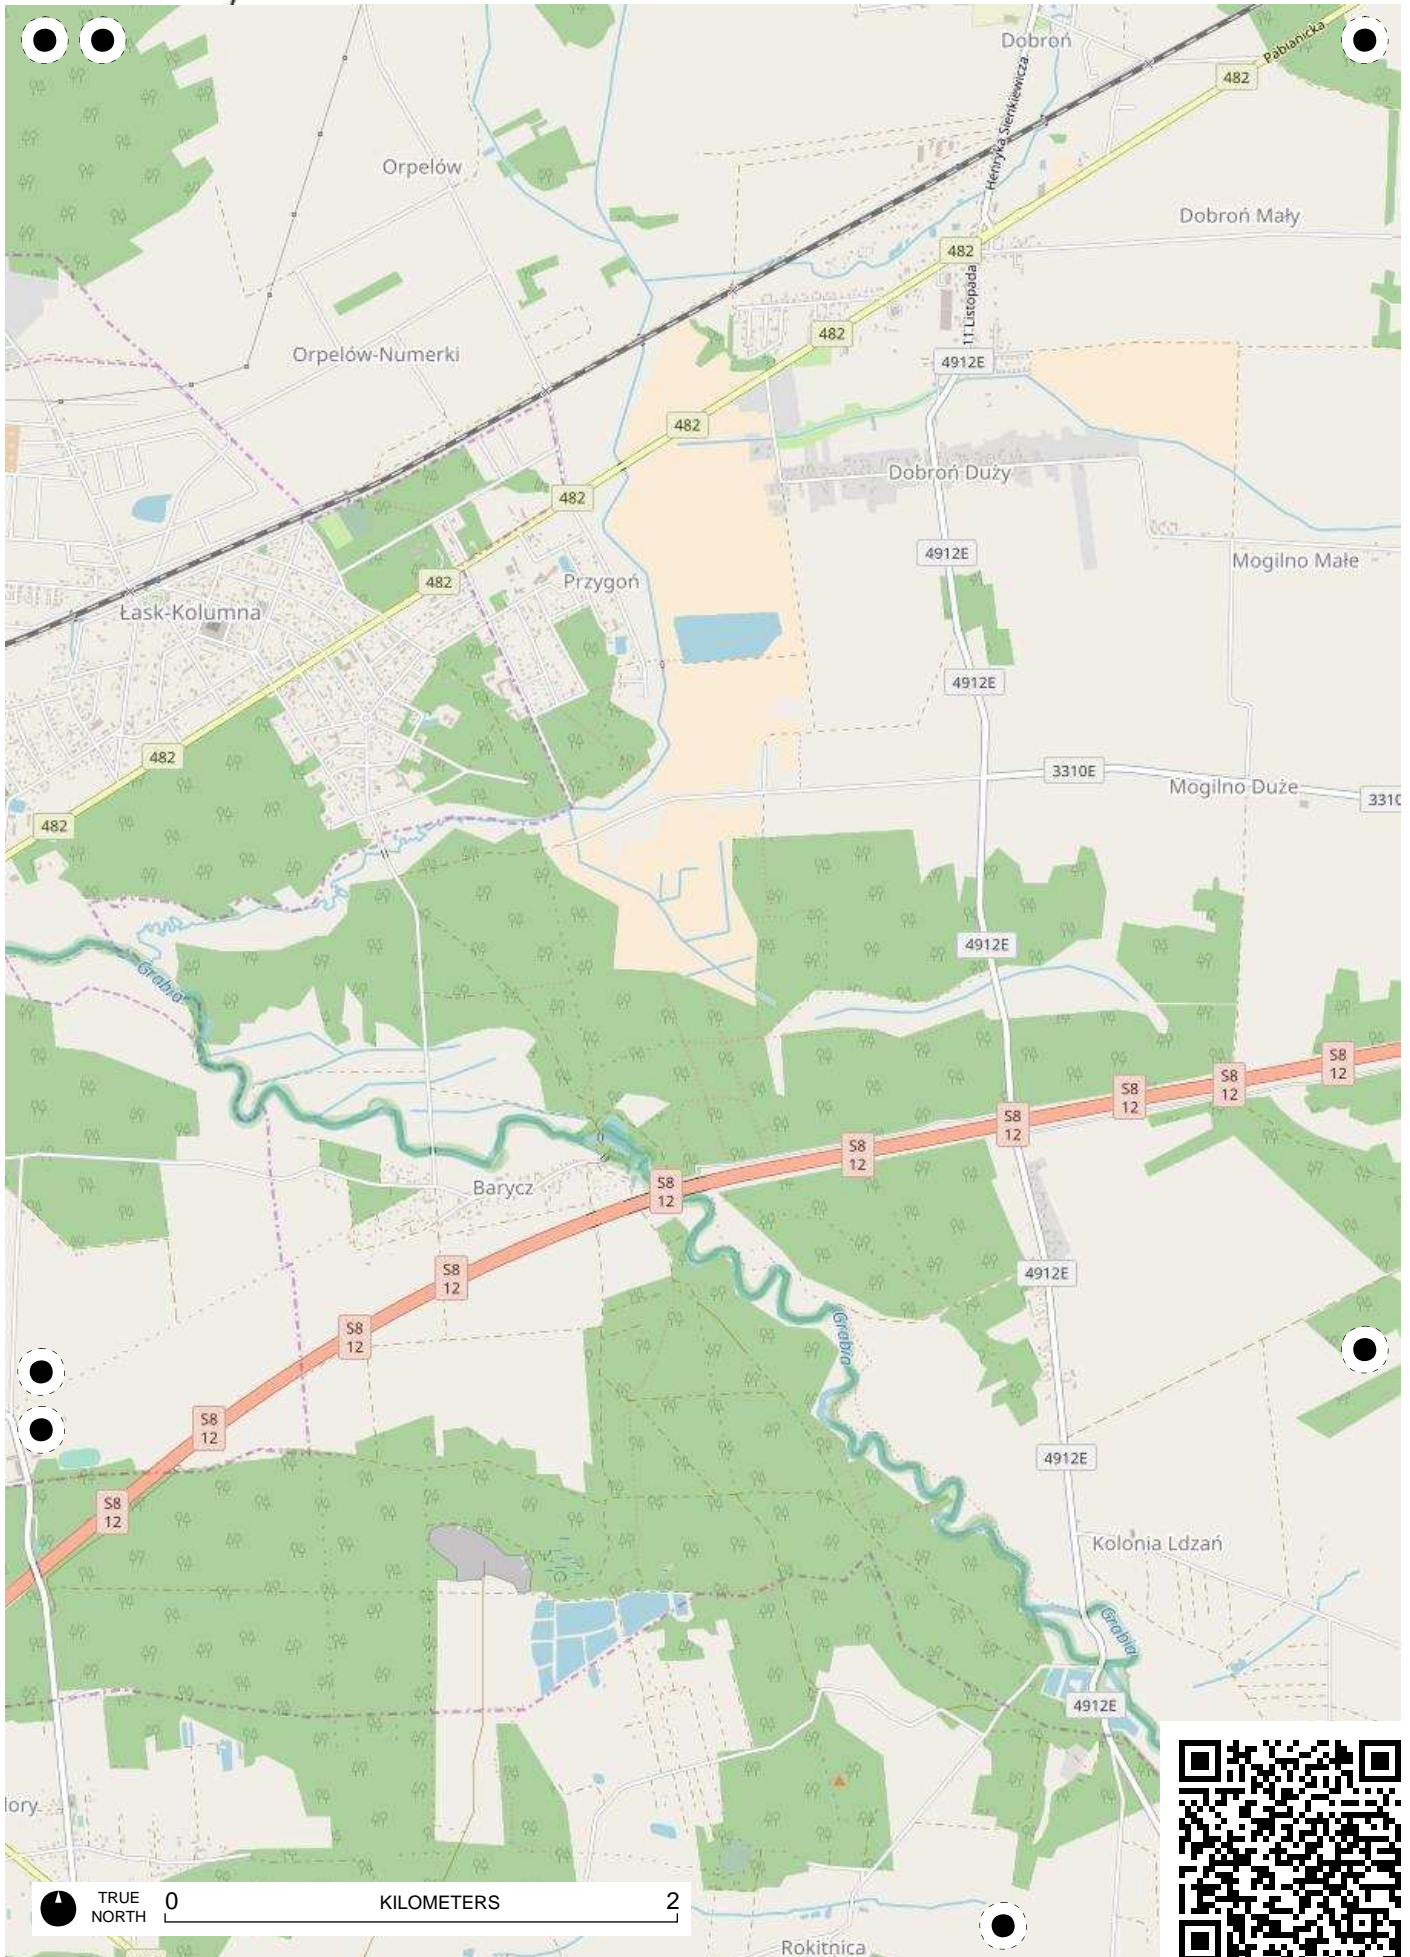 Dobroń
Pabianicka
482
Henryka Sienkiewicza
Orpelów
Dobroń Mały
482
11 Listopada
482
Orpelów-Numerki
4912E
482
Dobroń Duży
482
4912E
Mogilno Małe
482
Przygoń
Łask-Kolumna
4912E
482
3310E
Mogilno Duże
3310
482
4912E
Grabia
S8
12
S8
12
S8
12
S8
12
S8
12
Barycz
S8
12
S8
12
4912E
Grabia
S8
12
S8
12
4912E
S8
12
Kolonia Ldzań
Grabia
4912E
lory
TRUE
NORTH
0
KILOMETERS
2
Rokitnica